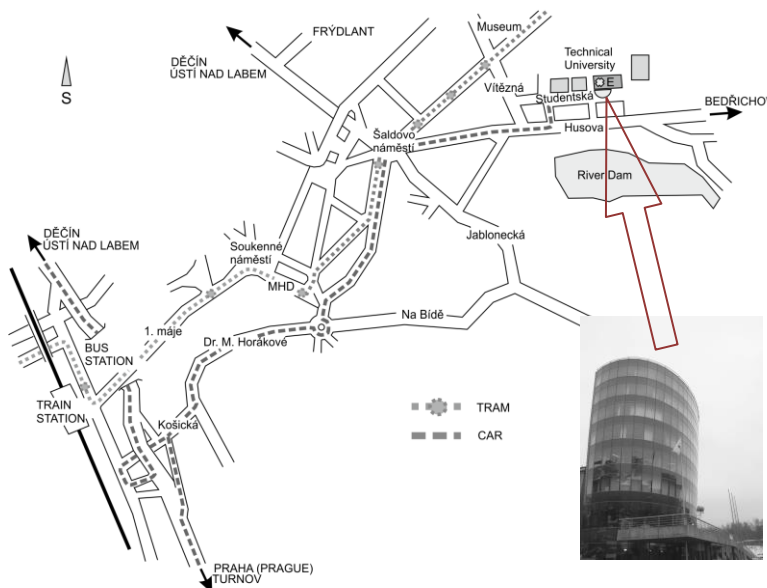 Museum
FRÝDLANT
DĚČÍN
ÚSTÍ NAD LABEM
Technical
University
Vítězná
E
Studentská
BEDŘICHOV
Husova
S
Šaldovo
náměstí
River Dam
DĚČÍN
ÚSTÍ NAD LABEM
Soukenné
náměstí
Jablonecká
MHD
Na Bídě
1. máje
Dr. M. Horákové
BUS
STATION
TRAIN
STATION
Košická
TRAM
CAR
PRAHA (PRAGUE)
TURNOV